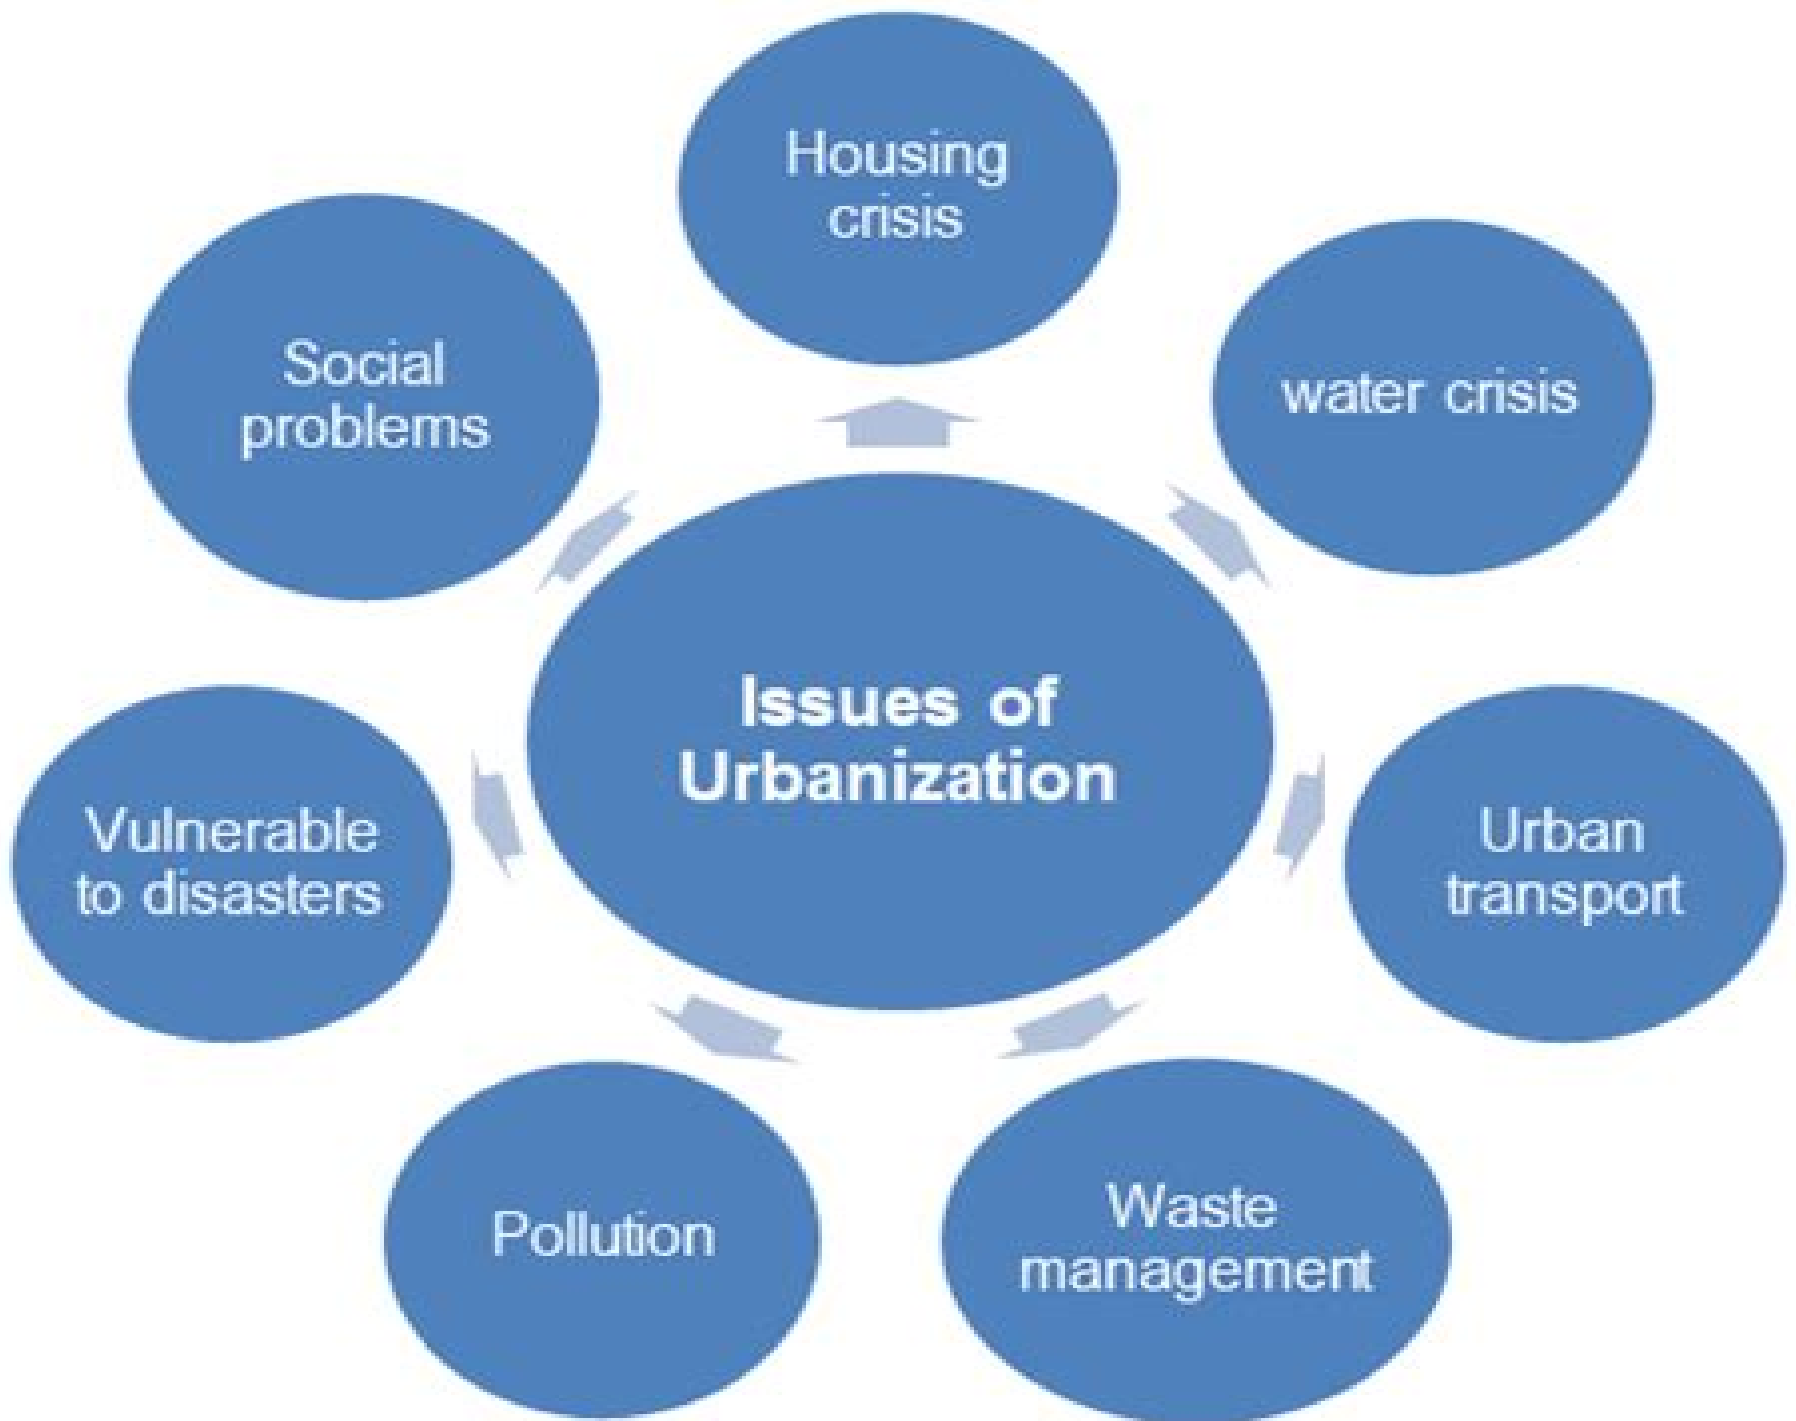 Housing
crisis
Social
problems
water crisis
Issues of
Urbanization
Vulnerable
to disasters
Urban
transport
Pollution
Waste
management